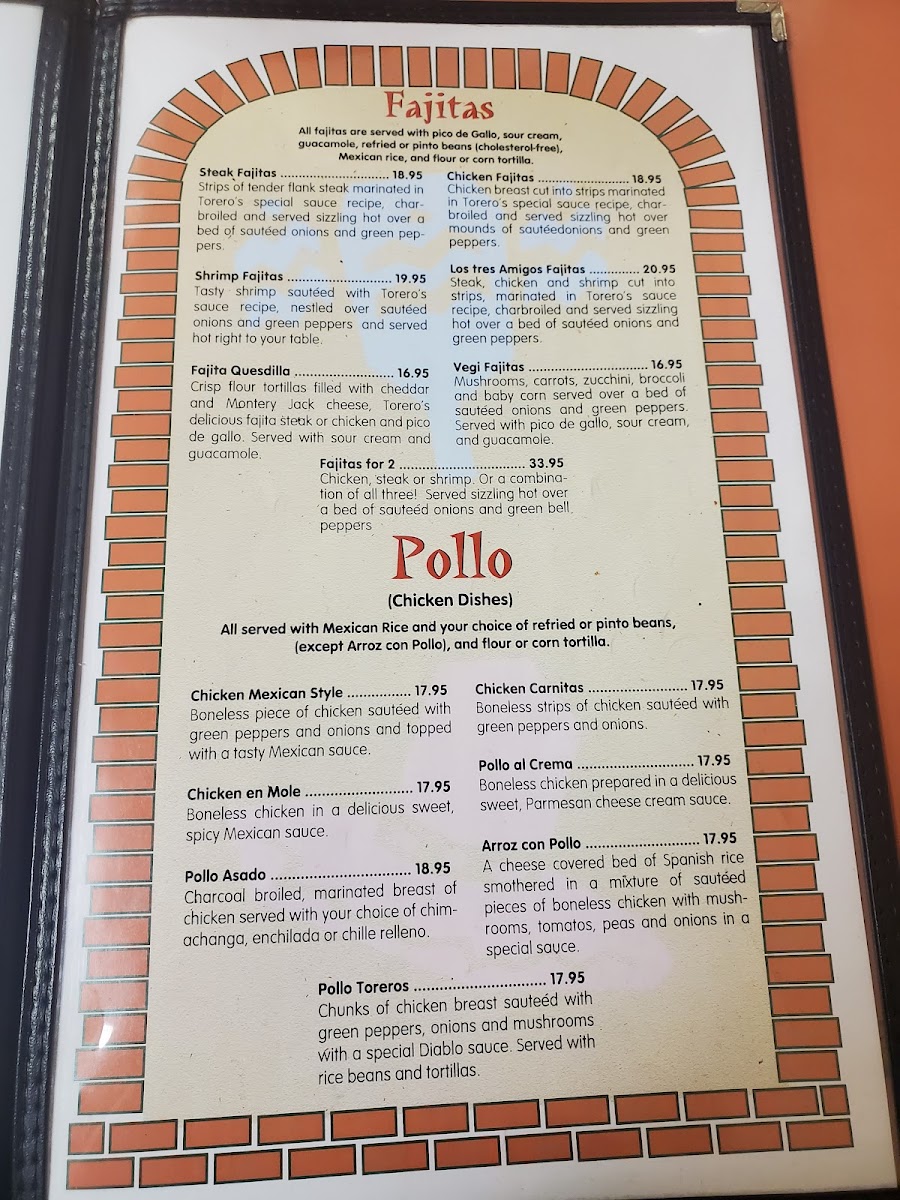 Fajitas
All fajitas are served with pico de Gallo, sour cream,
guacamole, refried or pinto beans (cholesterol-free),
Mexican rice, and flour or corn tortilla.
Steak Fajitas ................................ 18.95
Strips of tender flank steak marinated in
Torero's special sauce recipe, char-
broiled and served sizzling hot over a
bed of sautéed onions and green pep-
pers.
Chicken Fajitas ........................... 18.95
Chicken breast cut into strips marinated
in Torero's special sauce recipe, char-
broiled and served sizzling hot over
mounds of sautéedonions and green
peppers.
Shrimp Fajitas .............................. 19.95
Tasty shrimp sautéed with Torero's
sauce recipe, nestled over sautéed
onions and green peppers and served
hot right to your table.
Los tres Amigos Fajitas ............. 20.95
Steak, chicken and shrimp cut into
strips, marinated in Torero's sauce
recipe, charbroiled and served sizzling
hot over a bed of sautéed onions and
green peppers.
Fajita Quesdilla ........................... 16.95
Crisp flour tortillas filled with cheddar
and Montery Jack cheese, Torero's
delicious fajita steak or chicken and pico
de gallo. Served with sour cream and
guacamole.
Vegi Fajitas ................................ 16.95
Mushrooms, carrots, zucchini, broccoli
and baby corn served over a bed of
sautéed onions and green peppers.
Served with pico de gallo, sour cream,
and guacamole.
Fajitas for 2 ................................ 33.95
Chicken, steak or shrimp. Or a combina-
tion of all three! Served sizzling hot over
a bed of sauteéd onions and green bell
peppers
Pollo
(Chicken Dishes)
All served with Mexican Rice and your choice of refried or pinto beans,
(except Arroz con Pollo), and flour or corn tortilla.
Chicken Mexican Style ............... 17.95
Boneless piece of chicken sautéed with
green peppers and onions and topped
with a tasty Mexican sauce.
Chicken Carnitas ....................... 17.95
Boneless strips of chicken sautéed with
green peppers and onions.
Chicken en Mole ......................... 17.95
Boneless chicken in a delicious sweet,
spicy Mexican sauce.
Pollo al Crema ........................... 17.95
Boneless chicken prepared in a delicious
sweet, Parmesan cheese cream sauce.
Pollo Asado ................................ 18.95
Charcoal broiled, marinated breast of
chicken served with your choice of chim-
achanga, enchilada or chille relleno.
Arroz con Pollo .......................... 17.95
A cheese covered bed of Spanish rice
smothered in a mixture of sautéed
pieces of boneless chicken with mush-
rooms, tomatos, peas and onions in a
special sauce.
Pollo Toreros .............................. 17.95
Chunks of chicken breast sauteéd with
green peppers, onions and mushrooms
with a special Diablo sauce. Served with
rice beans and tortillas.